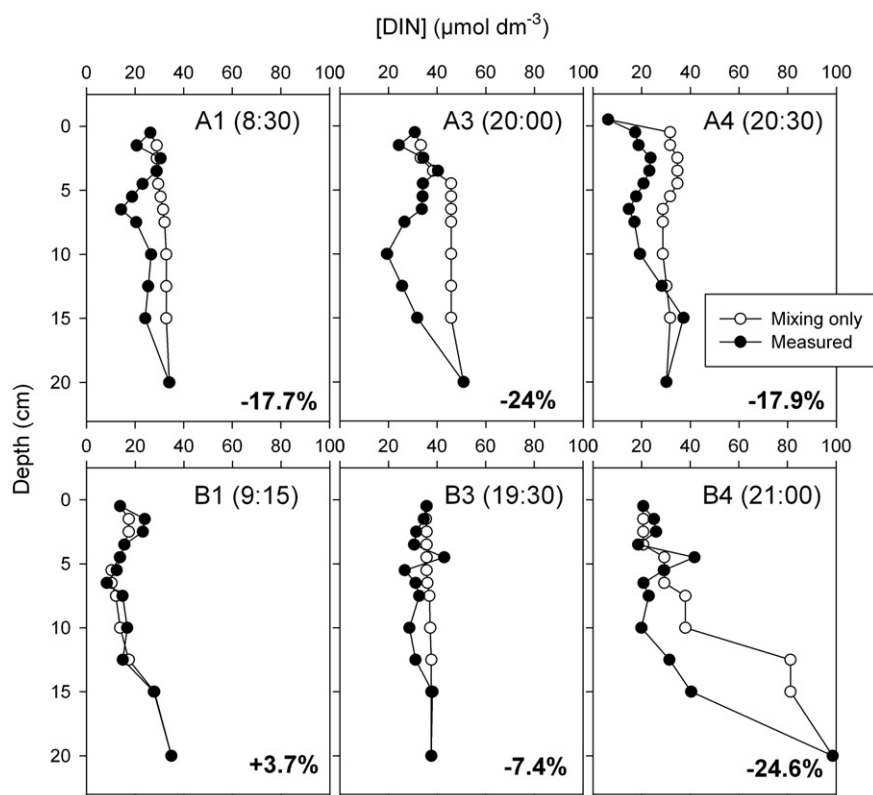 [DIN] (µmol dm-3)
0 20 40 60 80 100 0 20 40 60 80 100 0 20 40 60 80 100
A1 (8:30) A3 (20:00) A4 (20:30)
0
5
10
15
20
Mixing only
Measured
-17.7% -24% -17.9%
Depth (cm)
0 20 40 60 80 100 0 20 40 60 80 100 0 20 40 60 80 100
B1 (9:15) B3 (19:30) B4 (21:00)
0
5
10
15
20
+3.7% -7.4% -24.6%